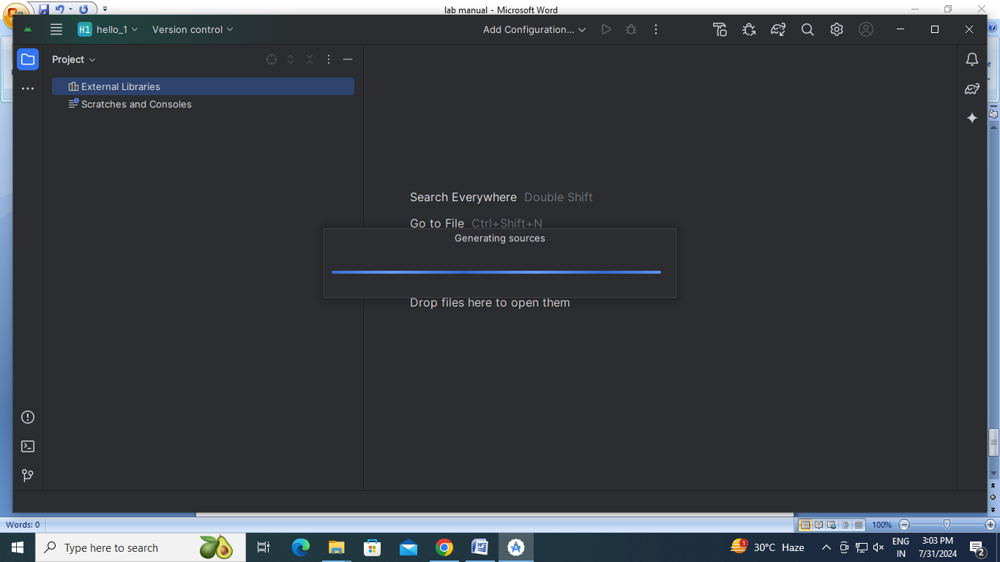 lab manual - Microsoft Word
H1 hello_1 Version control Add Configuration...
Project
External Libraries
Scratches and Consoles
Search Everywhere Double Shift
Go to File Ctrl+Shift+N
Generating sources
Drop files here to open them
Words: 0 100%
Type here to search 1 30°C Haze ENG IN 3:03 PM 7/31/2024 2